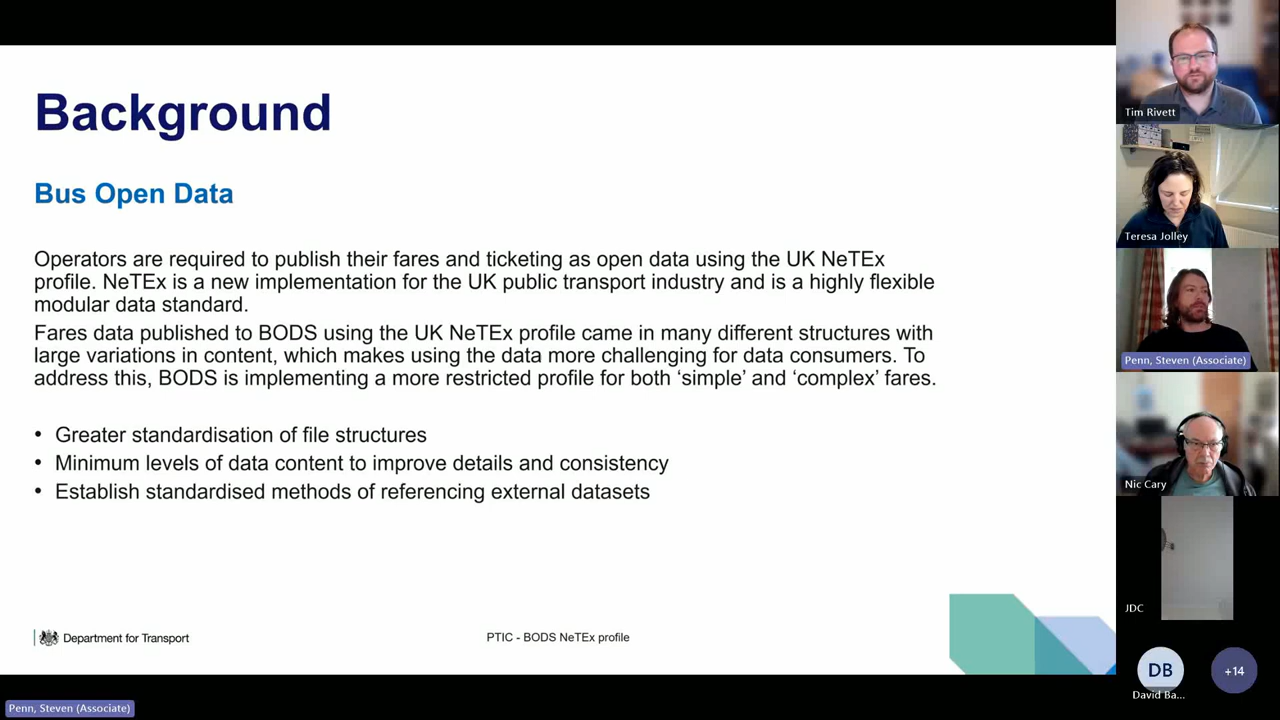 Background
Bus Open Data
Operators are required to publish their fares and ticketing as open data using the UK NeTEx
profile. NeTEx is a new implementation for the UK public transport industry and is a highly flexible
modular data standard.
Fares data published to BODS using the UK NeTEx profile came in many different structures with
large variations in content, which makes using the data more challenging for data consumers. To
address this, BODS is implementing a more restricted profile for both ‘simple’ and ‘complex’ fares.
• Greater standardisation of file structures
• Minimum levels of data content to improve details and consistency
• Establish standardised methods of referencing external datasets
Department for Transport
PTIC - BODS NeTEx profile
Penn, Steven (Associate)
Tim Rivett
Teresa Jolley
Penn, Steven (Associate)
Nic Cary
JDC
DB
David Ba...
+14